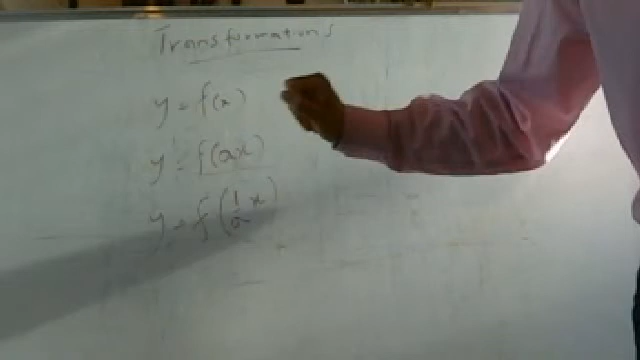 Transformations
y = f(x)
y = f(ax)
y = f(1/a x)